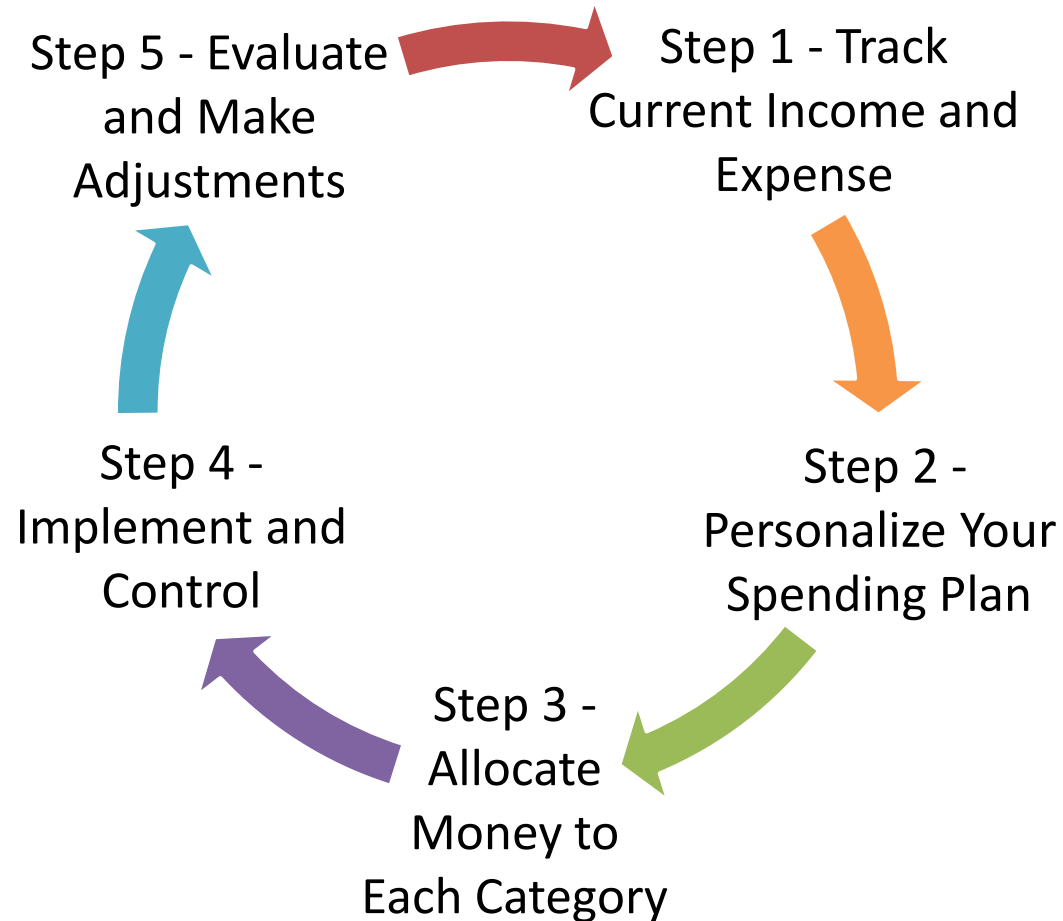 Step 1 - Track
Current Income and
Expense
Step 2 -
Personalize Your
Spending Plan
Step 3 -
Allocate
Money to
Each Category
Step 4 -
Implement and
Control
Step 5 - Evaluate
and Make
Adjustments